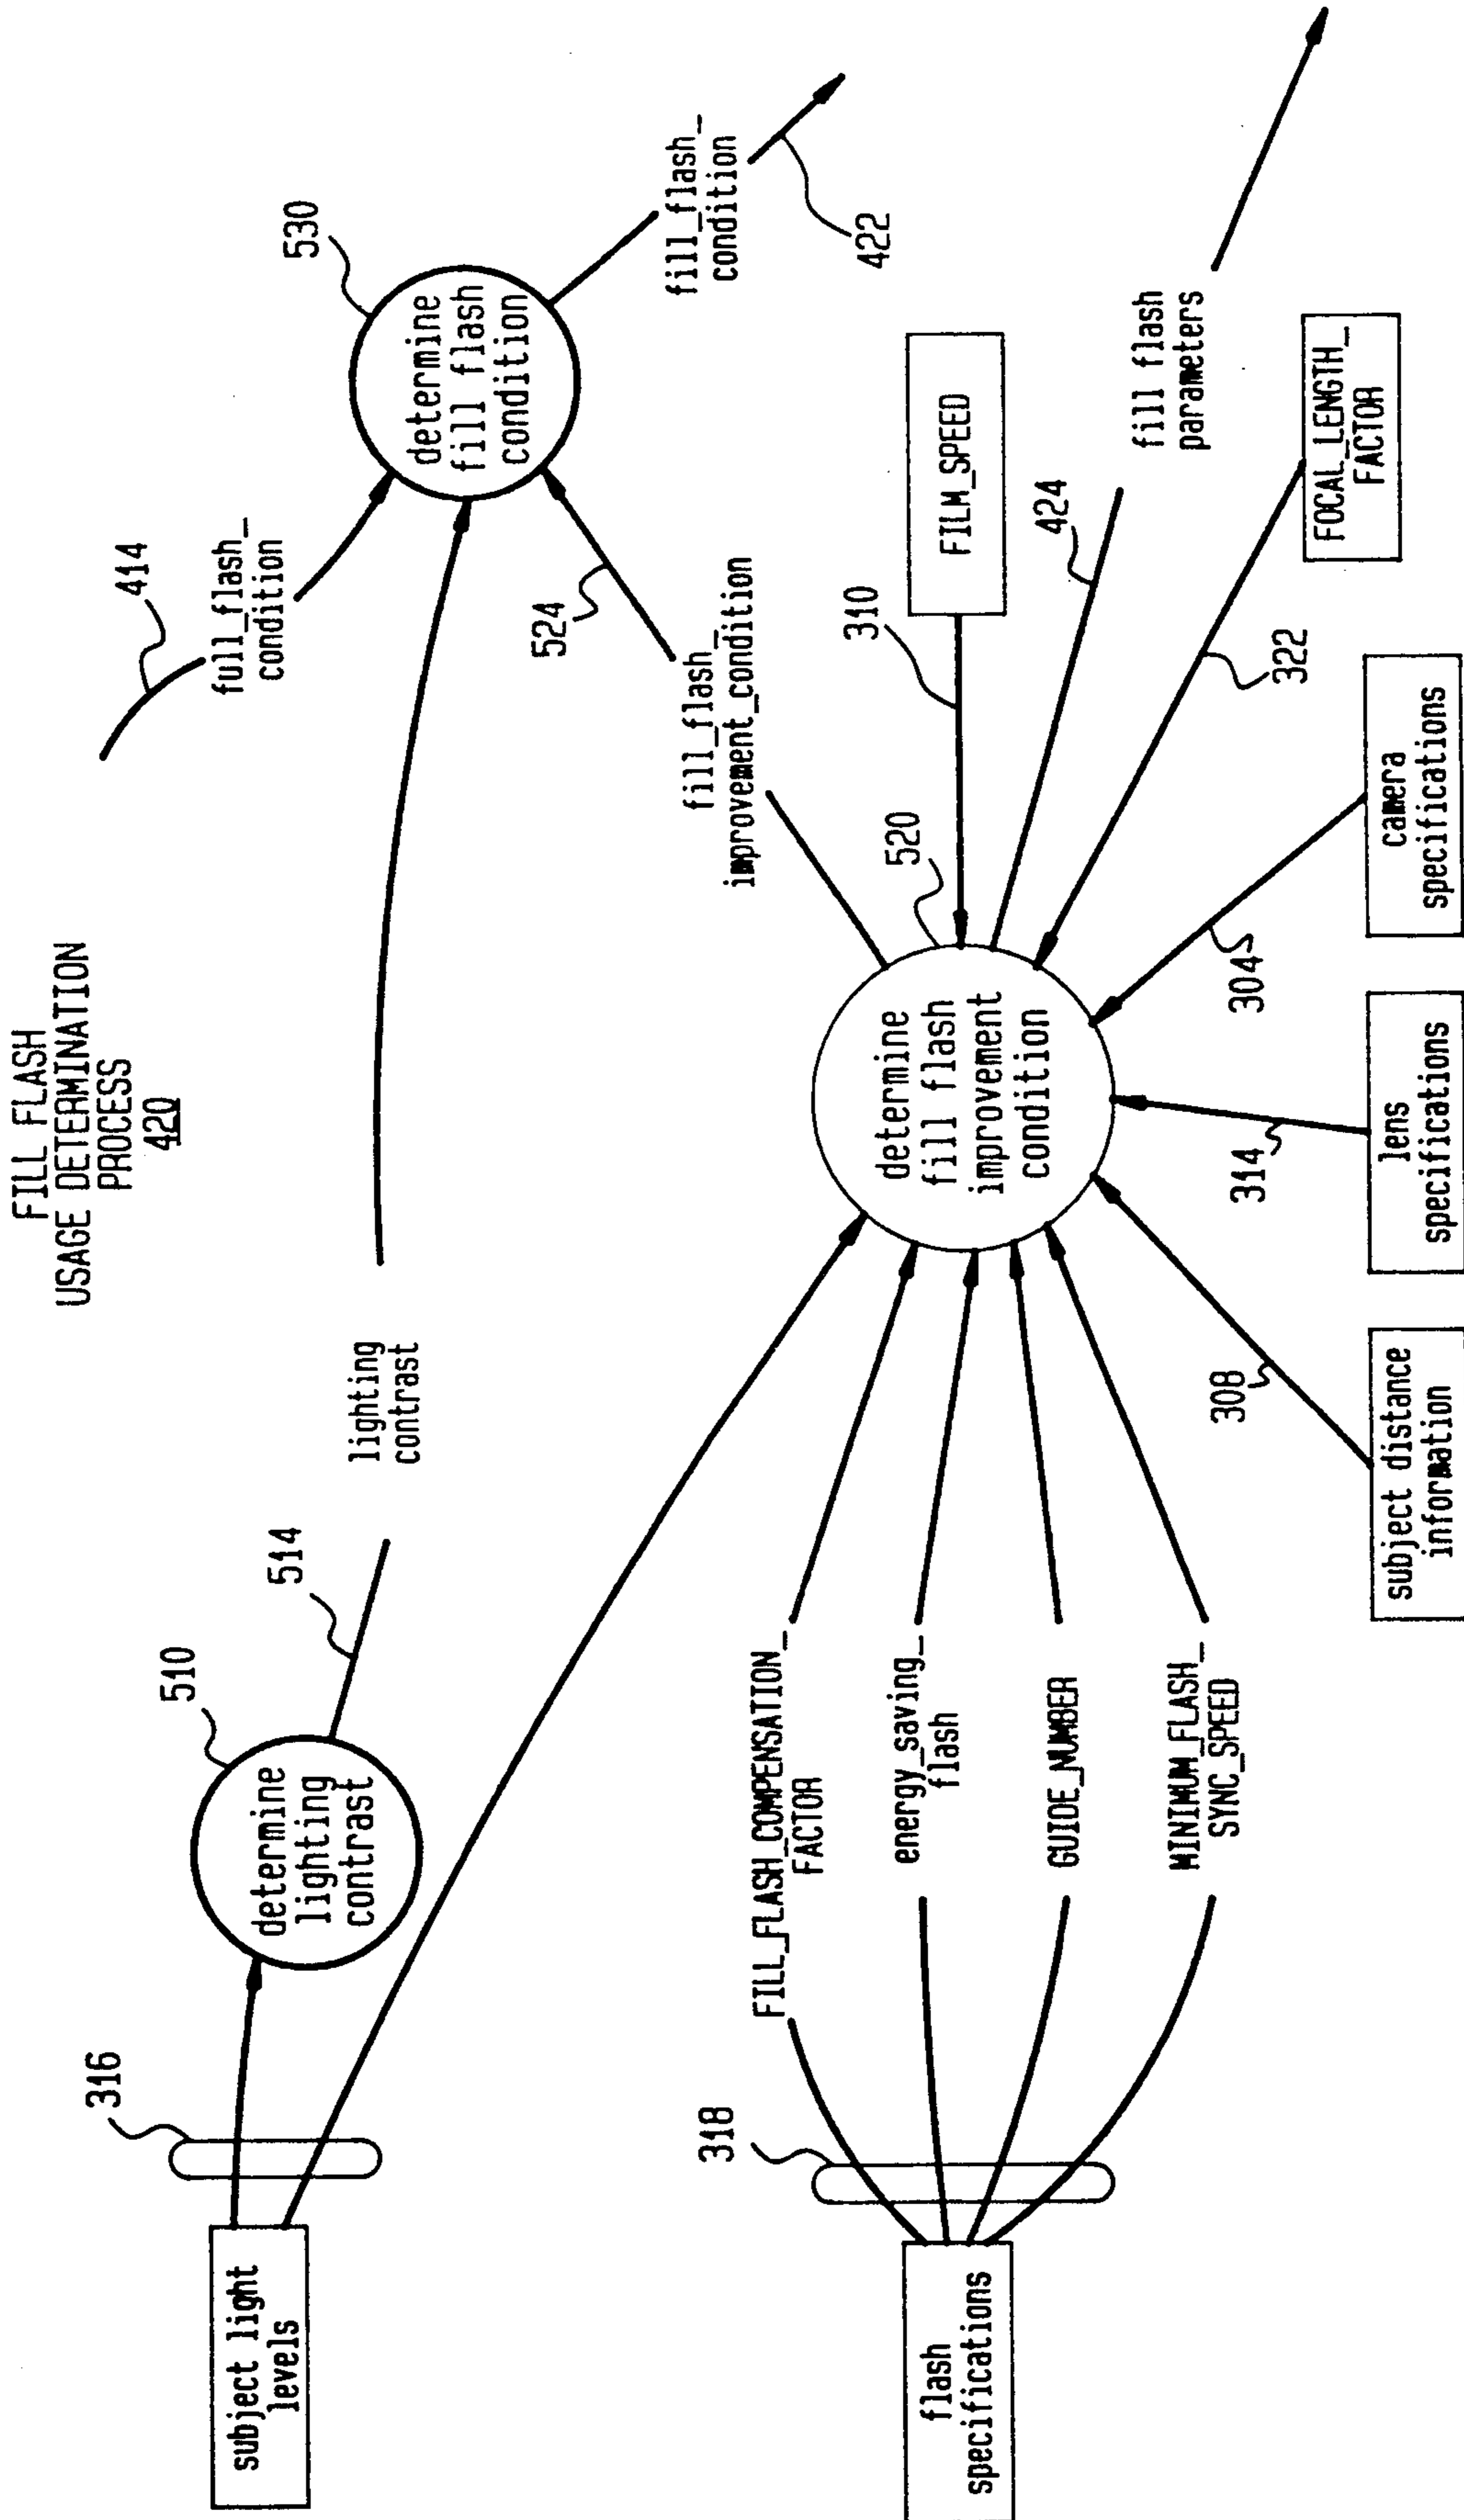 FILL FLASH
USAGE DETERMINATION
PROCESS
420
316
subject light
levels
510
determine
lighting
contrast
514
lighting
contrast
414
full_flash_
condition
530
determine
fill flash
condition
fill_flash_
condition
422
524
fill_flash_
improvement_condition
318
flash
specifications
FILL_FLASH_COMPENSATION_
FACTOR
energy_saving_
flash
GUIDE_NUMBER
MINIMUM_FLASH_
SYNC_SPEED
520
determine
fill flash
improvement
condition
310
FILM_SPEED
424
fill flash
parameters
322
FOCAL_LENGTH_
FACTOR
308
subject distance
information
314
lens
specifications
304
camera
specifications